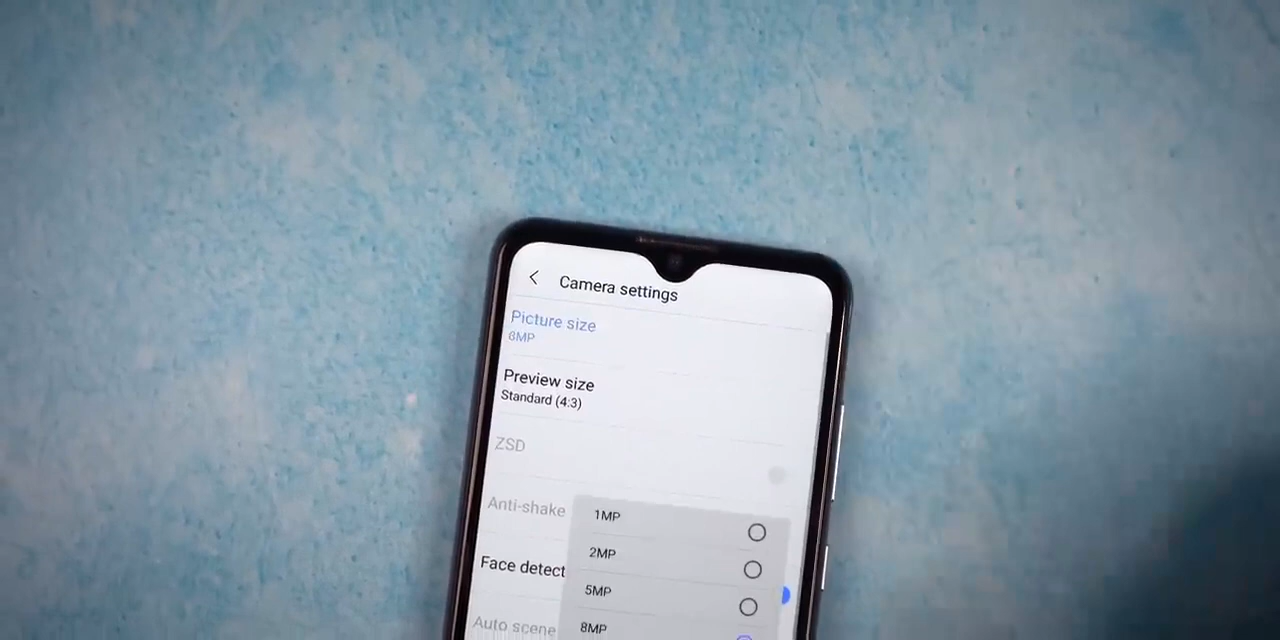 Camera settings
Picture size
8MP
Preview size
Standard (4:3)
ZSD
Anti-shake
1MP
2MP
Face detect
5MP
8MP
Auto scene